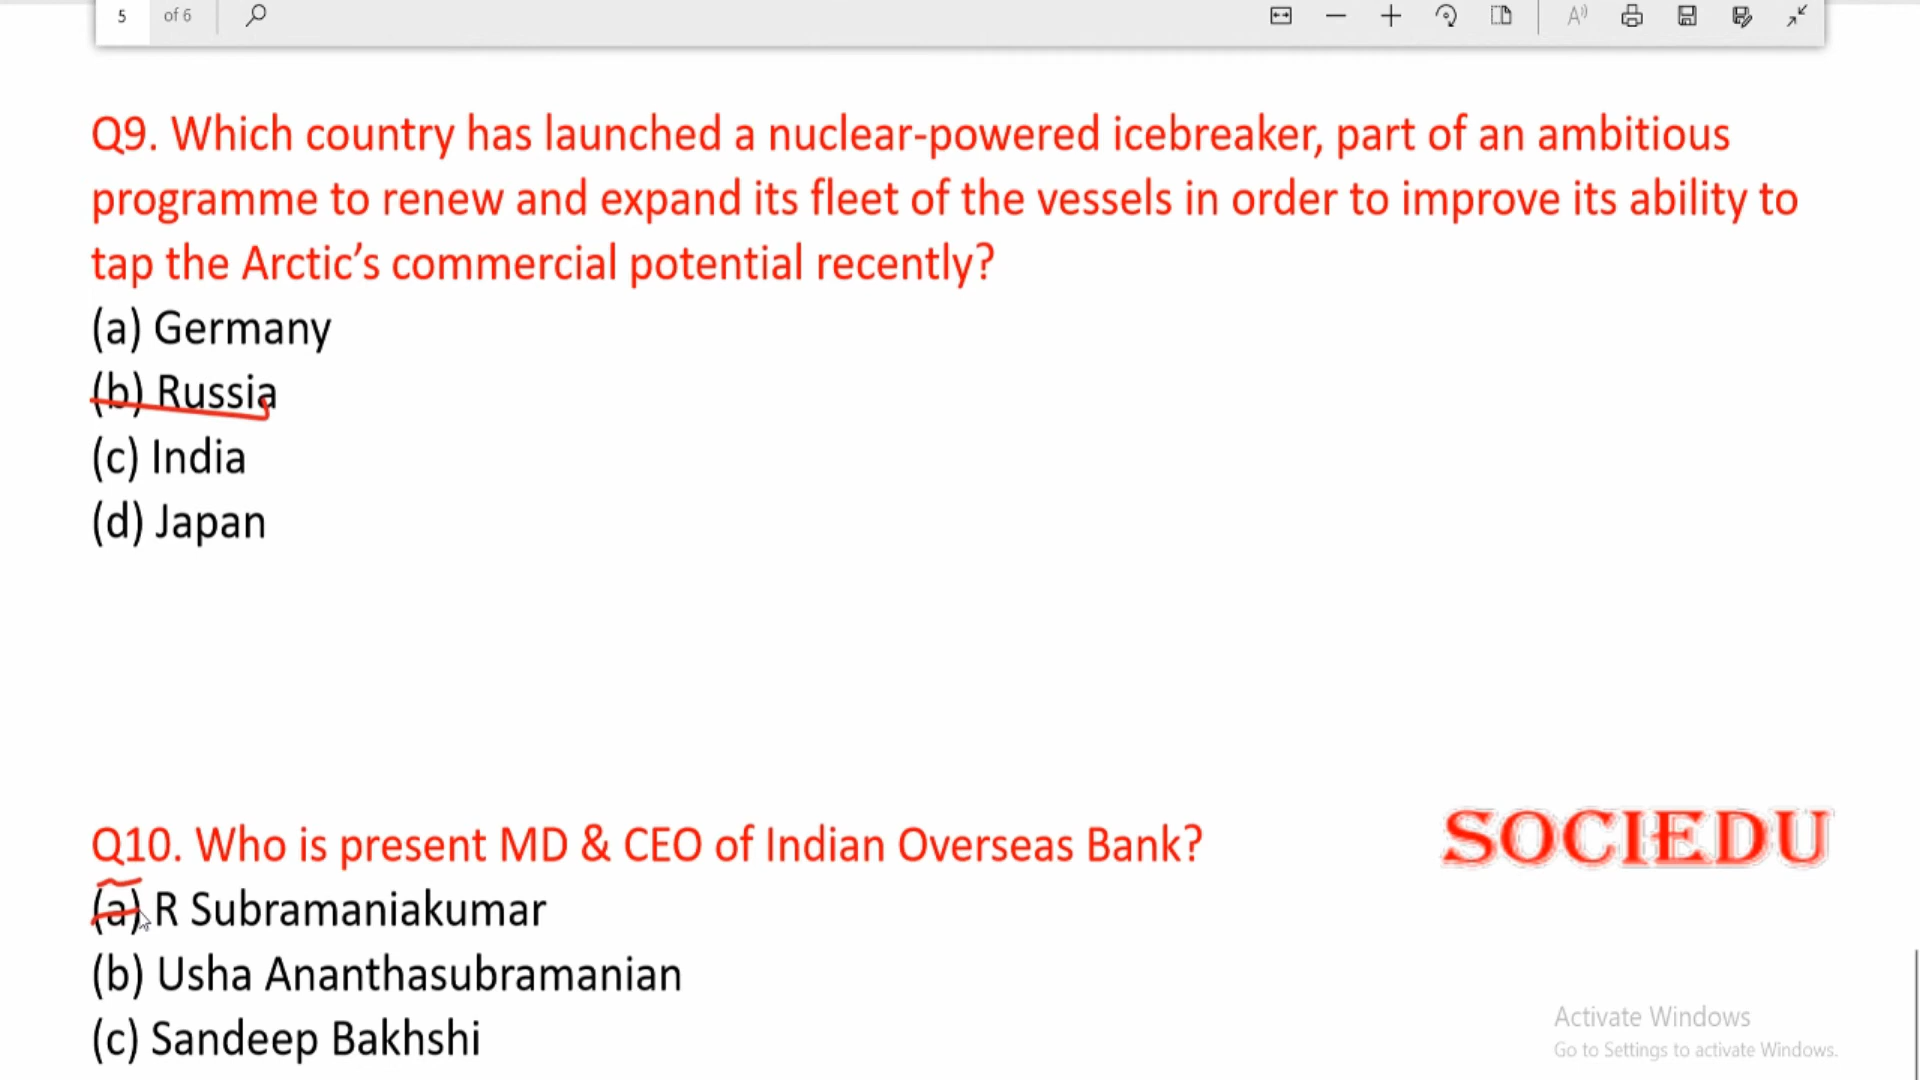 5 of 6
Q9. Which country has launched a nuclear-powered icebreaker, part of an ambitious
programme to renew and expand its fleet of the vessels in order to improve its ability to
tap the Arctic’s commercial potential recently?
(a) Germany
(b) Russia
(c) India
(d) Japan
Q10. Who is present MD & CEO of Indian Overseas Bank?
SOCIEDU
(a) R Subramaniakumar
(b) Usha Ananthasubramanian
(c) Sandeep Bakhshi
Activate Windows
Go to Settings to activate Windows.